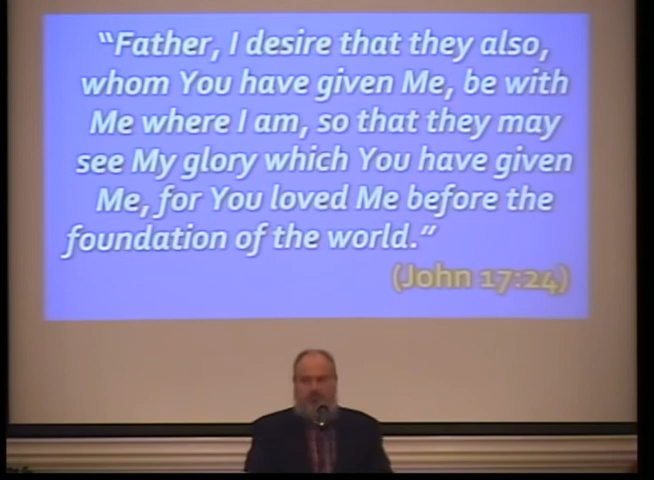 “Father, I desire that they also,
whom You have given Me, be with
Me where I am, so that they may
see My glory which You have given
Me, for You loved Me before the
foundation of the world.”
(John 17:24)